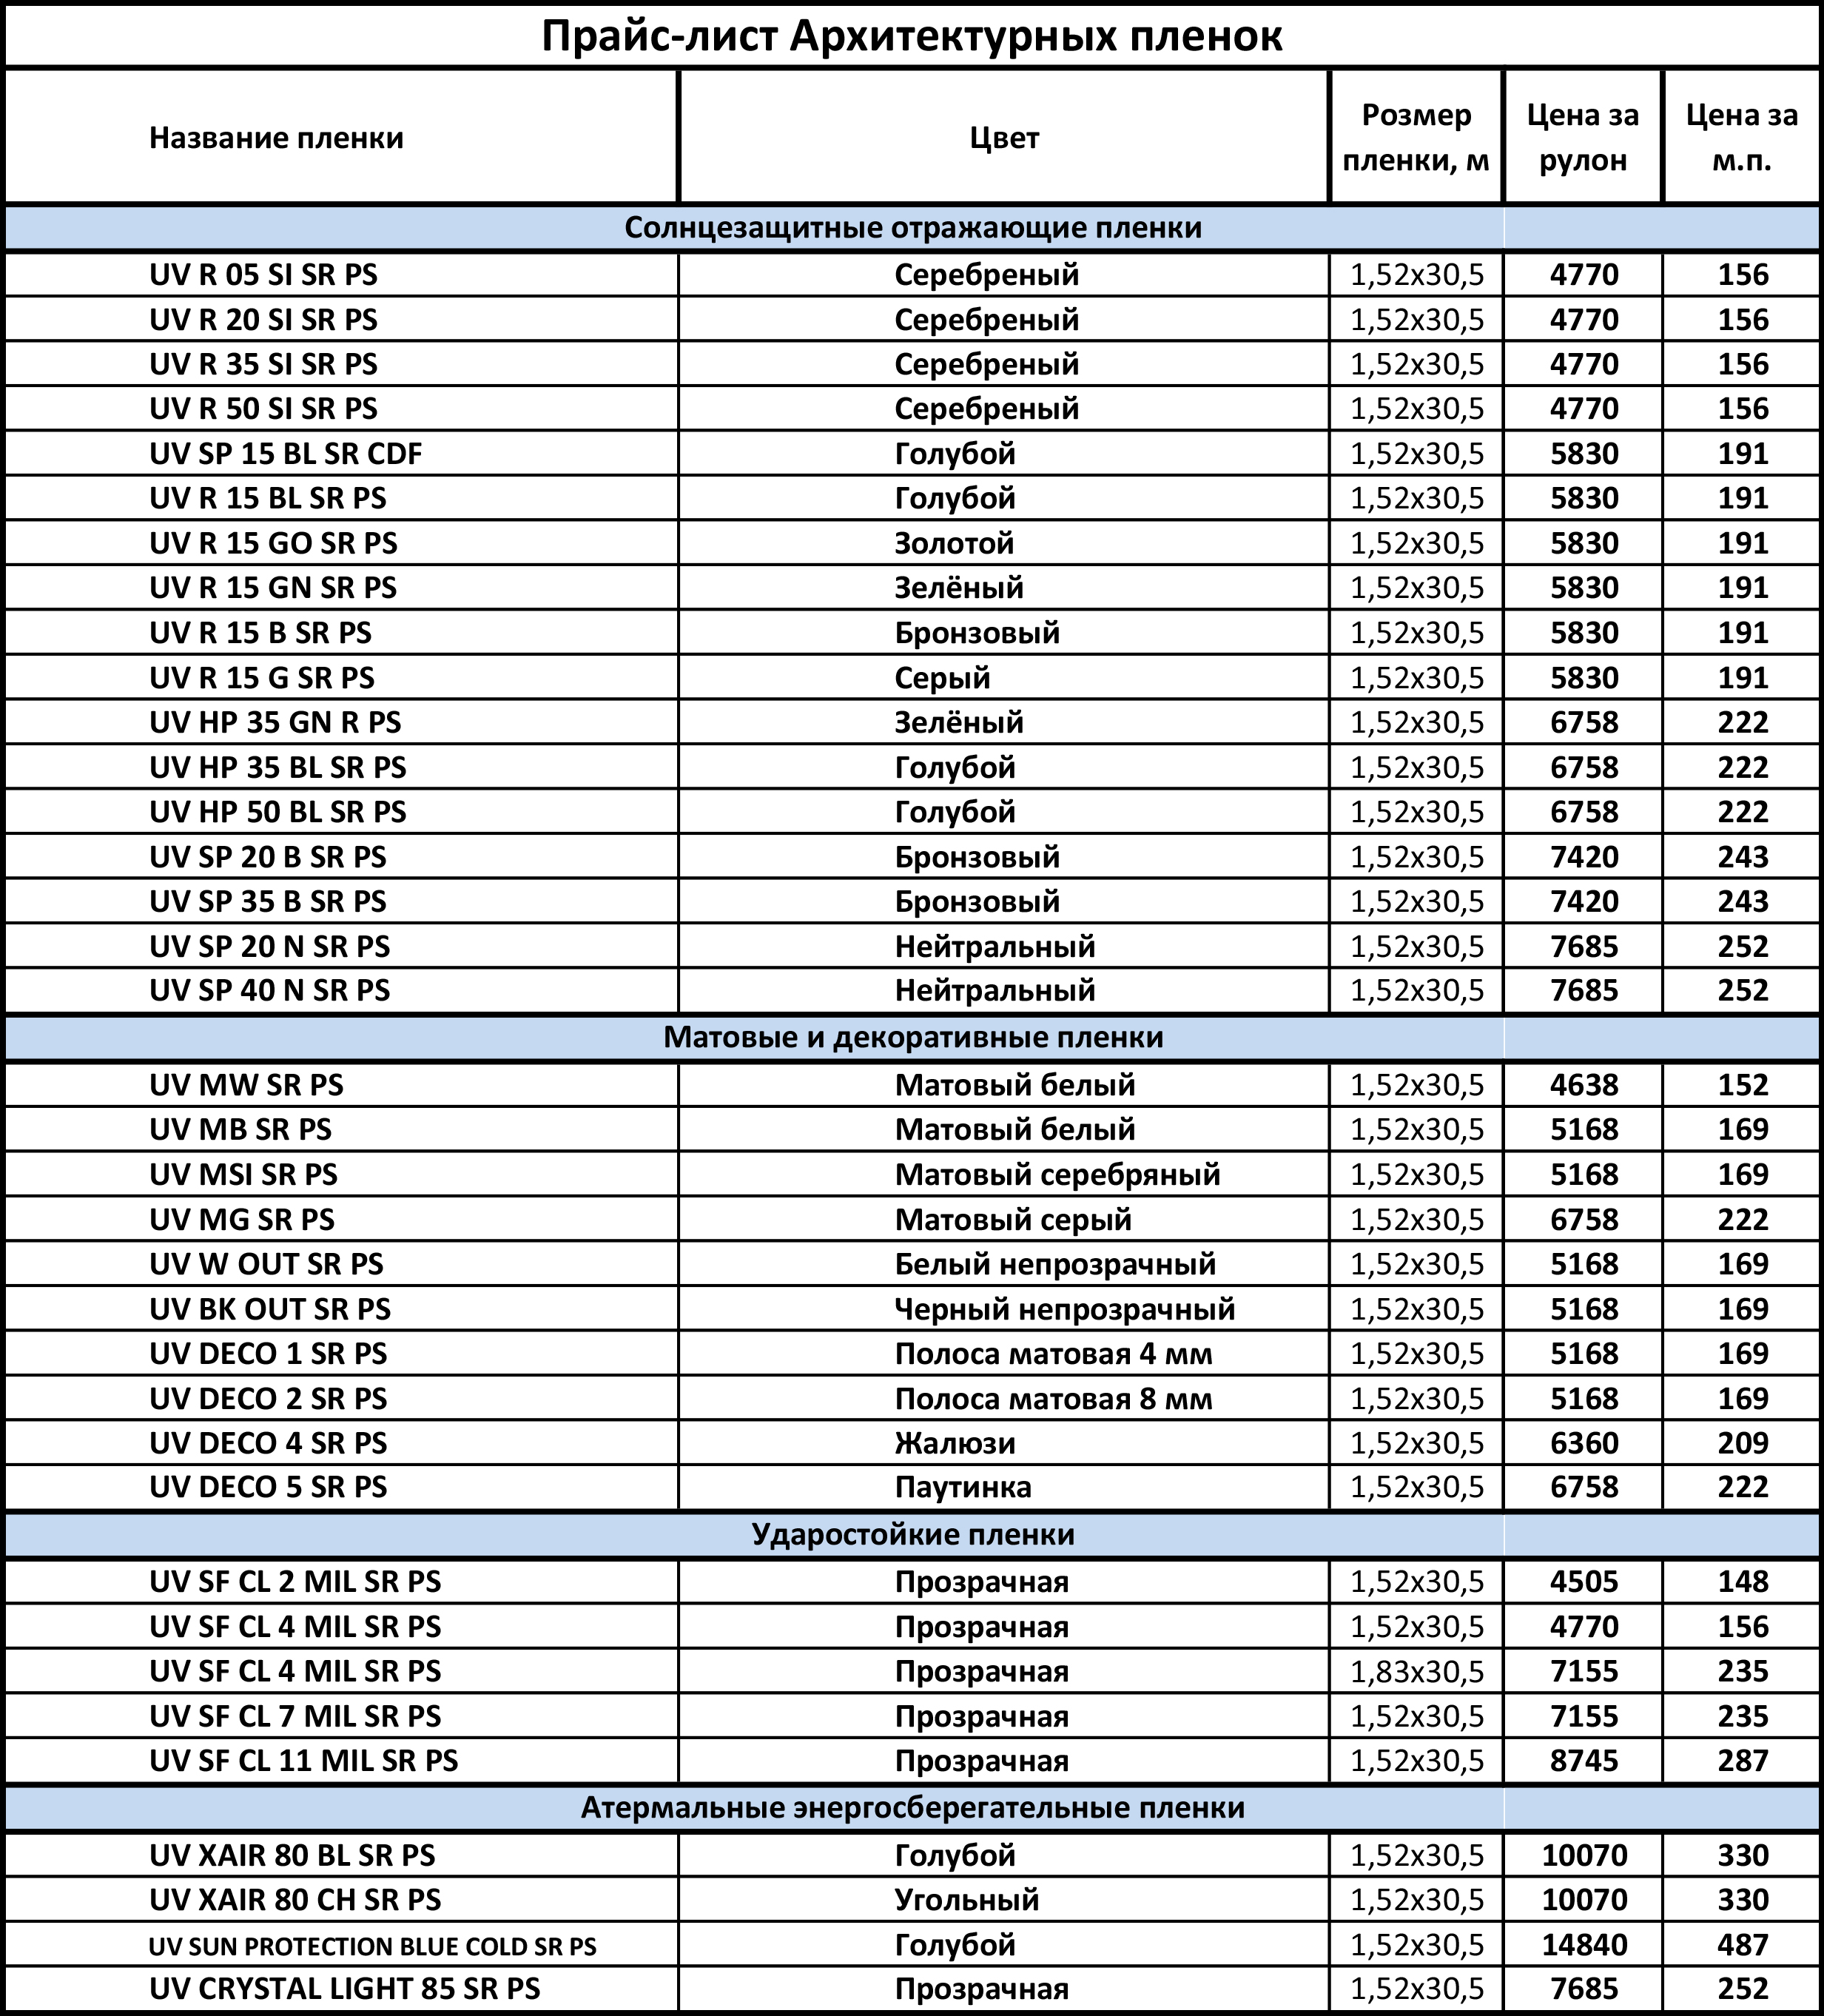 Прайс-лист Архитектурных пленок
Название пленки Цвет Розмер пленки, м Цена за рулон Цена за м.п.
Солнцезащитные отражающие пленки
UV R 05 SI SR PS Серебреный 1,52x30,5 4770 156
UV R 20 SI SR PS Серебреный 1,52x30,5 4770 156
UV R 35 SI SR PS Серебреный 1,52x30,5 4770 156
UV R 50 SI SR PS Серебреный 1,52x30,5 4770 156
UV SP 15 BL SR CDF Голубой 1,52x30,5 5830 191
UV R 15 BL SR PS Голубой 1,52x30,5 5830 191
UV R 15 GO SR PS Золотой 1,52x30,5 5830 191
UV R 15 GN SR PS Зелёный 1,52x30,5 5830 191
UV R 15 B SR PS Бронзовый 1,52x30,5 5830 191
UV R 15 G SR PS Серый 1,52x30,5 5830 191
UV HP 35 GN R PS Зелёный 1,52x30,5 6758 222
UV HP 35 BL SR PS Голубой 1,52x30,5 6758 222
UV HP 50 BL SR PS Голубой 1,52x30,5 6758 222
UV SP 20 B SR PS Бронзовый 1,52x30,5 7420 243
UV SP 35 B SR PS Бронзовый 1,52x30,5 7420 243
UV SP 20 N SR PS Нейтральный 1,52x30,5 7685 252
UV SP 40 N SR PS Нейтральный 1,52x30,5 7685 252
Матовые и декоративные пленки
UV MW SR PS Матовый белый 1,52x30,5 4638 152
UV MB SR PS Матовый белый 1,52x30,5 5168 169
UV MSI SR PS Матовый серебряный 1,52x30,5 5168 169
UV MG SR PS Матовый серый 1,52x30,5 6758 222
UV W OUT SR PS Белый непрозрачный 1,52x30,5 5168 169
UV BK OUT SR PS Черный непрозрачный 1,52x30,5 5168 169
UV DECO 1 SR PS Полоса матовая 4 мм 1,52x30,5 5168 169
UV DECO 2 SR PS Полоса матовая 8 мм 1,52x30,5 5168 169
UV DECO 4 SR PS Жалюзи 1,52x30,5 6360 209
UV DECO 5 SR PS Паутинка 1,52x30,5 6758 222
Ударостойкие пленки
UV SF CL 2 MIL SR PS Прозрачная 1,52x30,5 4505 148
UV SF CL 4 MIL SR PS Прозрачная 1,52x30,5 4770 156
UV SF CL 4 MIL SR PS Прозрачная 1,83x30,5 7155 235
UV SF CL 7 MIL SR PS Прозрачная 1,52x30,5 7155 235
UV SF CL 11 MIL SR PS Прозрачная 1,52x30,5 8745 287
Атермальные энергосберегательные пленки
UV XAIR 80 BL SR PS Голубой 1,52x30,5 10070 330
UV XAIR 80 CH SR PS Угольный 1,52x30,5 10070 330
UV SUN PROTECTION BLUE COLD SR PS Голубой 1,52x30,5 14840 487
UV CRYSTAL LIGHT 85 SR PS Прозрачная 1,52x30,5 7685 252